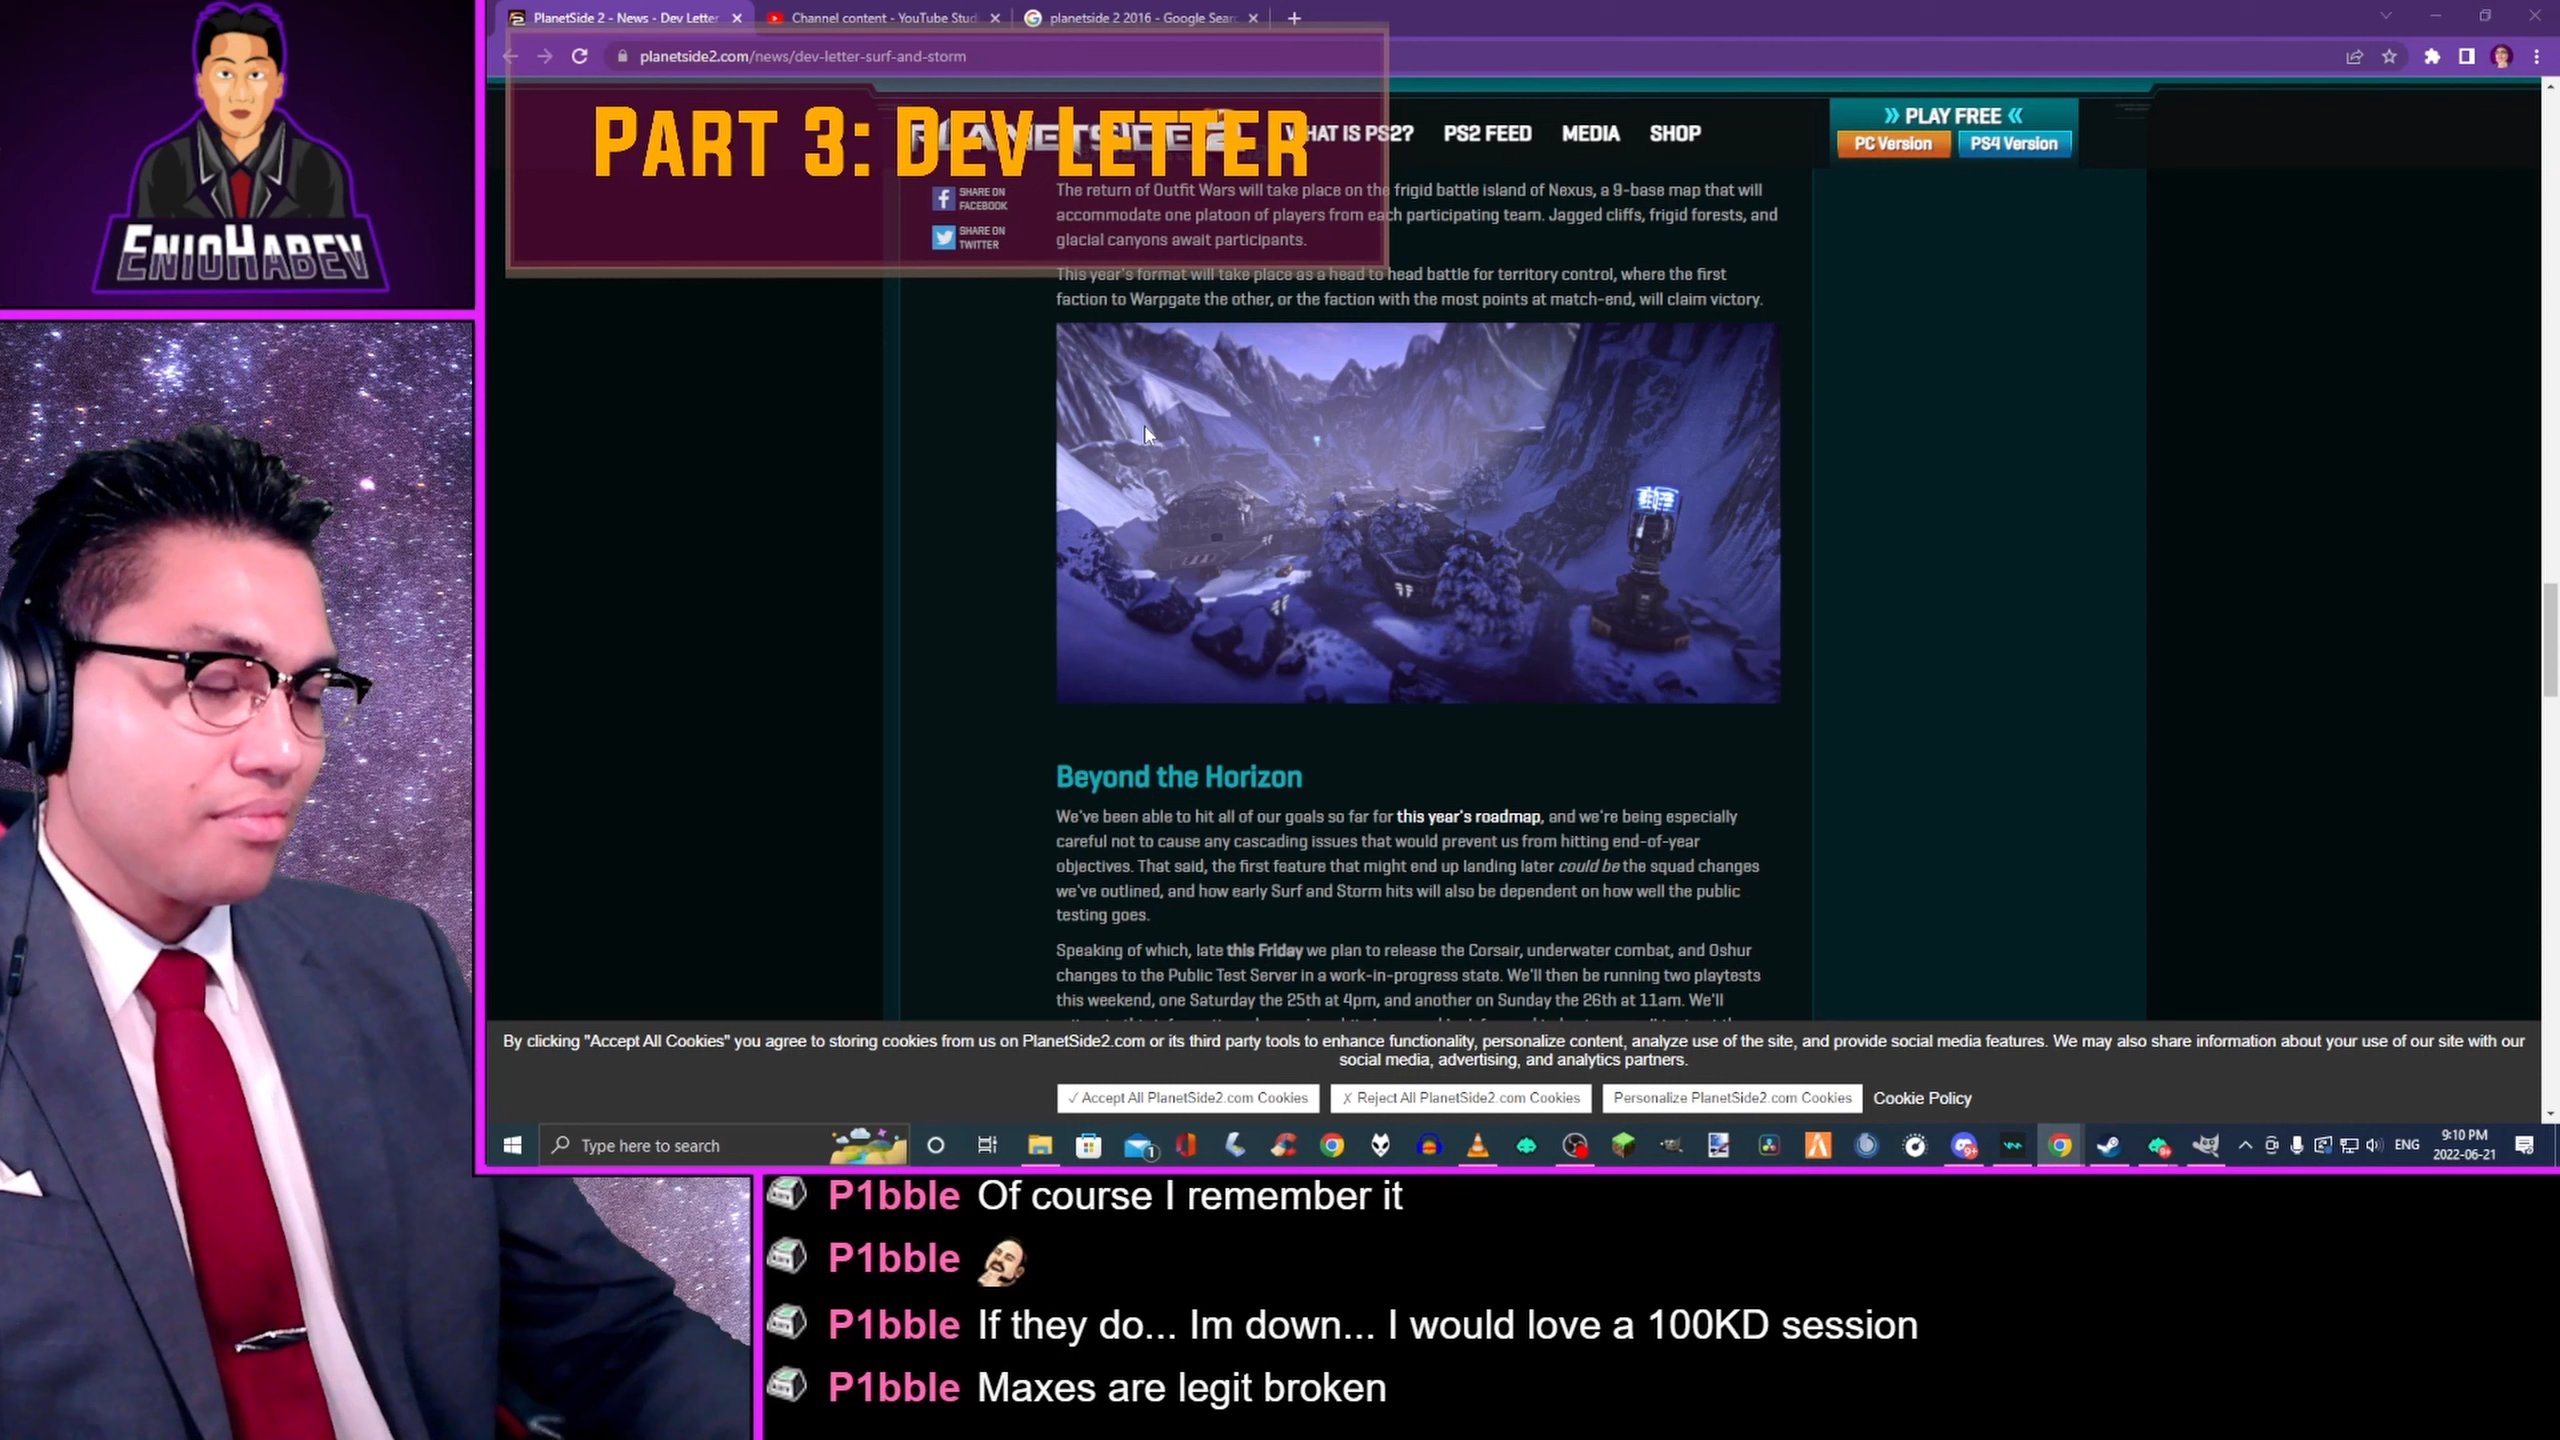 PlanetSide 2 - News - Dev Letter
Channel content - YouTube Stud
planetside 2 2016 - Google Sear
planetside2.com/news/dev-letter-surf-and-storm
Part 3: Dev Letter
PLANETSIDE 2
WHAT IS PS2?
PS2 FEED
MEDIA
SHOP
PLAY FREE
PC Version
PS4 Version
SHARE ON
FACEBOOK
SHARE ON
TWITTER
The return of Outfit Wars will take place on the frigid battle island of Nexus, a 9-base map that will
accommodate one platoon of players from each participating team. Jagged cliffs, frigid forests, and
glacial canyons await participants.
This year's format will take place as a head to head battle for territory control, where the first
faction to Warpgate the other, or the faction with the most points at match-end, will claim victory.
Beyond the Horizon
We've been able to hit all of our goals so far for this year's roadmap, and we're being especially
careful not to cause any cascading issues that would prevent us from hitting end-of-year
objectives. That said, the first feature that might end up landing later could be the squad changes
we've outlined, and how early Surf and Storm hits will also be dependent on how well the public
testing goes.
Speaking of which, late this Friday we plan to release the Corsair, underwater combat, and Oshur
changes to the Public Test Server in a work-in-progress state. We'll then be running two playtests
this weekend, one Saturday the 25th at 4pm, and another on Sunday the 26th at 11am. We'll
By clicking "Accept All Cookies" you agree to storing cookies from us on PlanetSide2.com or its third party tools to enhance functionality, personalize content, analyze use of the site, and provide social media features. We may also share information about your use of our site with our
social media, advertising, and analytics partners.
✓ Accept All PlanetSide2.com Cookies
X Reject All PlanetSide2.com Cookies
Personalize PlanetSide2.com Cookies
Cookie Policy
Type here to search
ENG
9:10 PM
2022-06-21
ENIOHABEV
P1bble Of course I remember it
P1bble
P1bble If they do... Im down... I would love a 100KD session
P1bble Maxes are legit broken